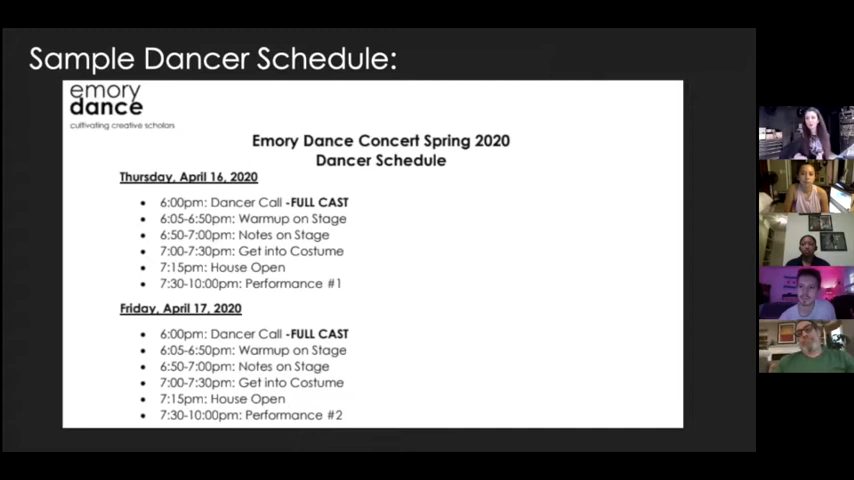 Sample Dancer Schedule:
emory
dance
cultivating creative scholars
Emory Dance Concert Spring 2020
Dancer Schedule
Thursday, April 16, 2020
• 6:00pm: Dancer Call -FULL CAST
• 6:05-6:50pm: Warmup on Stage
• 6:50-7:00pm: Notes on Stage
• 7:00-7:30pm: Get into Costume
• 7:15pm: House Open
• 7:30-10:00pm: Performance #1
Friday, April 17, 2020
• 6:00pm: Dancer Call -FULL CAST
• 6:05-6:50pm: Warmup on Stage
• 6:50-7:00pm: Notes on Stage
• 7:00-7:30pm: Get into Costume
• 7:15pm: House Open
• 7:30-10:00pm: Performance #2